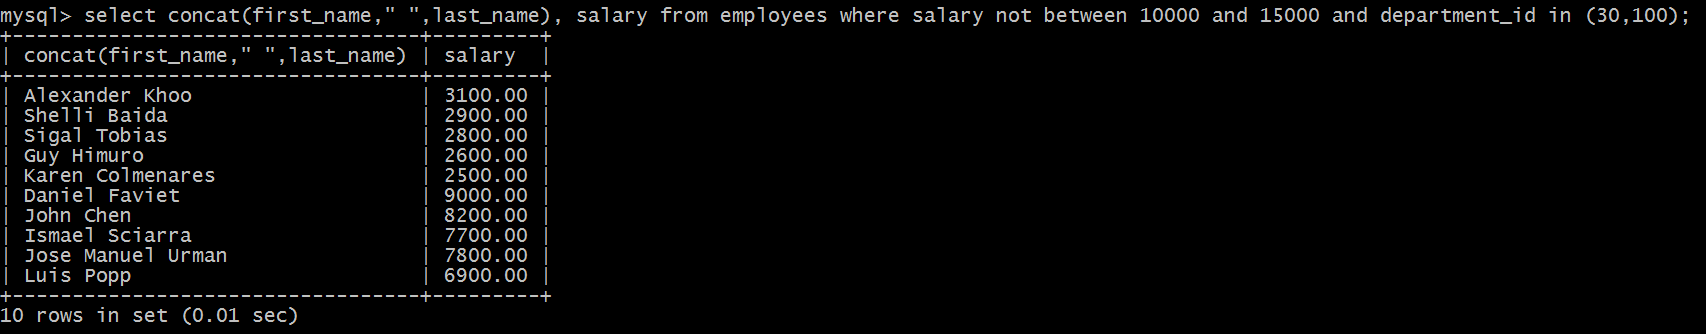 mysql> select concat(first_name," ",last_name), salary from employees where salary not between 10000 and 15000 and department_id in (30,100);
+----------------------------------+---------+
| concat(first_name," ",last_name) | salary  |
+----------------------------------+---------+
| Alexander Khoo                   | 3100.00 |
| Shelli Baida                     | 2900.00 |
| Sigal Tobias                     | 2800.00 |
| Guy Himuro                       | 2600.00 |
| Karen Colmenares                 | 2500.00 |
| Daniel Faviet                    | 9000.00 |
| John Chen                        | 8200.00 |
| Ismael Sciarra                   | 7700.00 |
| Jose Manuel Urman                | 7800.00 |
| Luis Popp                        | 6900.00 |
+----------------------------------+---------+
10 rows in set (0.01 sec)